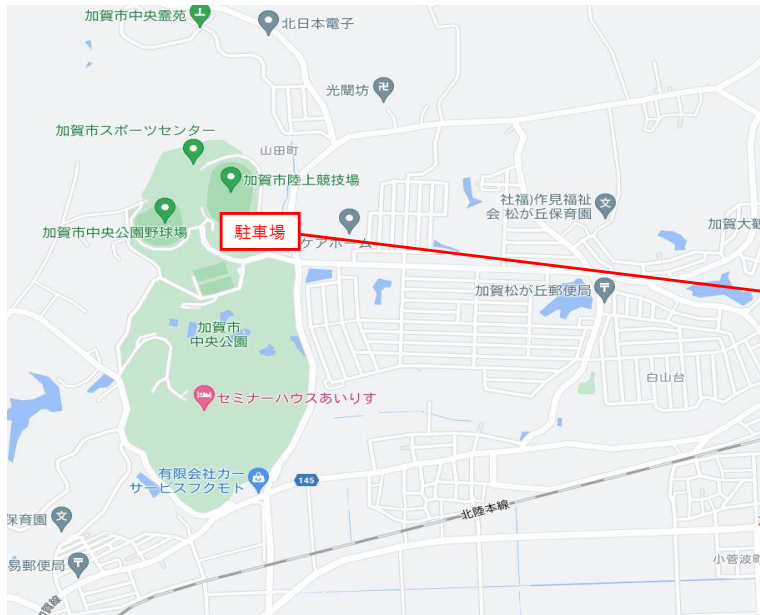 加賀市中央霊苑
北日本電子
光闡坊
加賀市スポーツセンター
山田町
加賀市陸上競技場
社福)作見福祉
会 松が丘保育園
加賀市中央公園野球場
駐車場
ケアホーム
加賀大観
加賀松が丘郵便局
加賀市
中央公園
白山台
セミナーハウスあいりす
有限会社カー
サービスフクモト
145
北陸本線
保育園
易郵便局
小菅波町